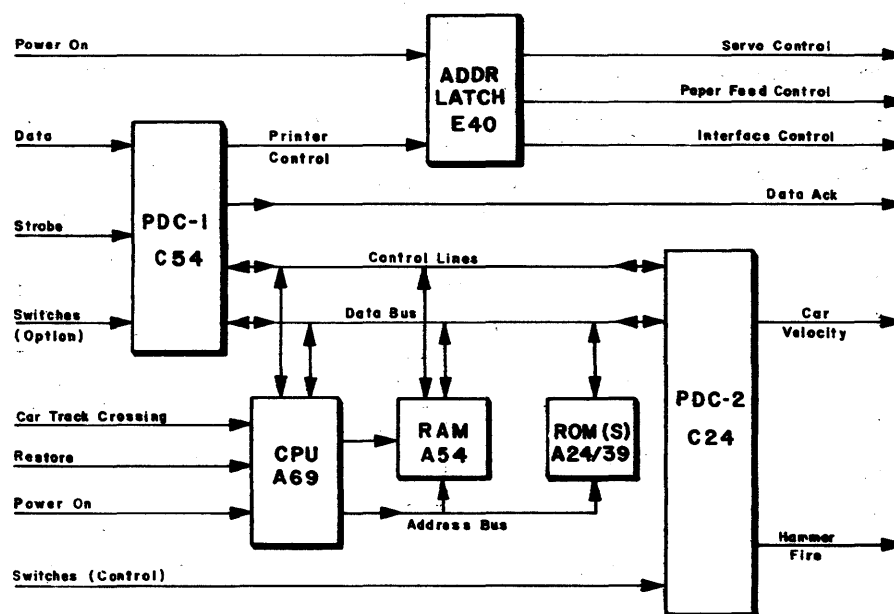 Power On
ADDR
LATCH
E40
Servo Control
Paper Feed Control
Interface Control
Data
Printer
Control
Data Ack
PDC-1
C54
Strobe
Switches
(Option)
Control Lines
Data Bus
Car
Velocity
PDC-2
C24
Car Track Crossing
Restore
Power On
CPU
A69
RAM
A54
ROM(S)
A24/39
Address Bus
Hammer
Fire
Switches (Control)